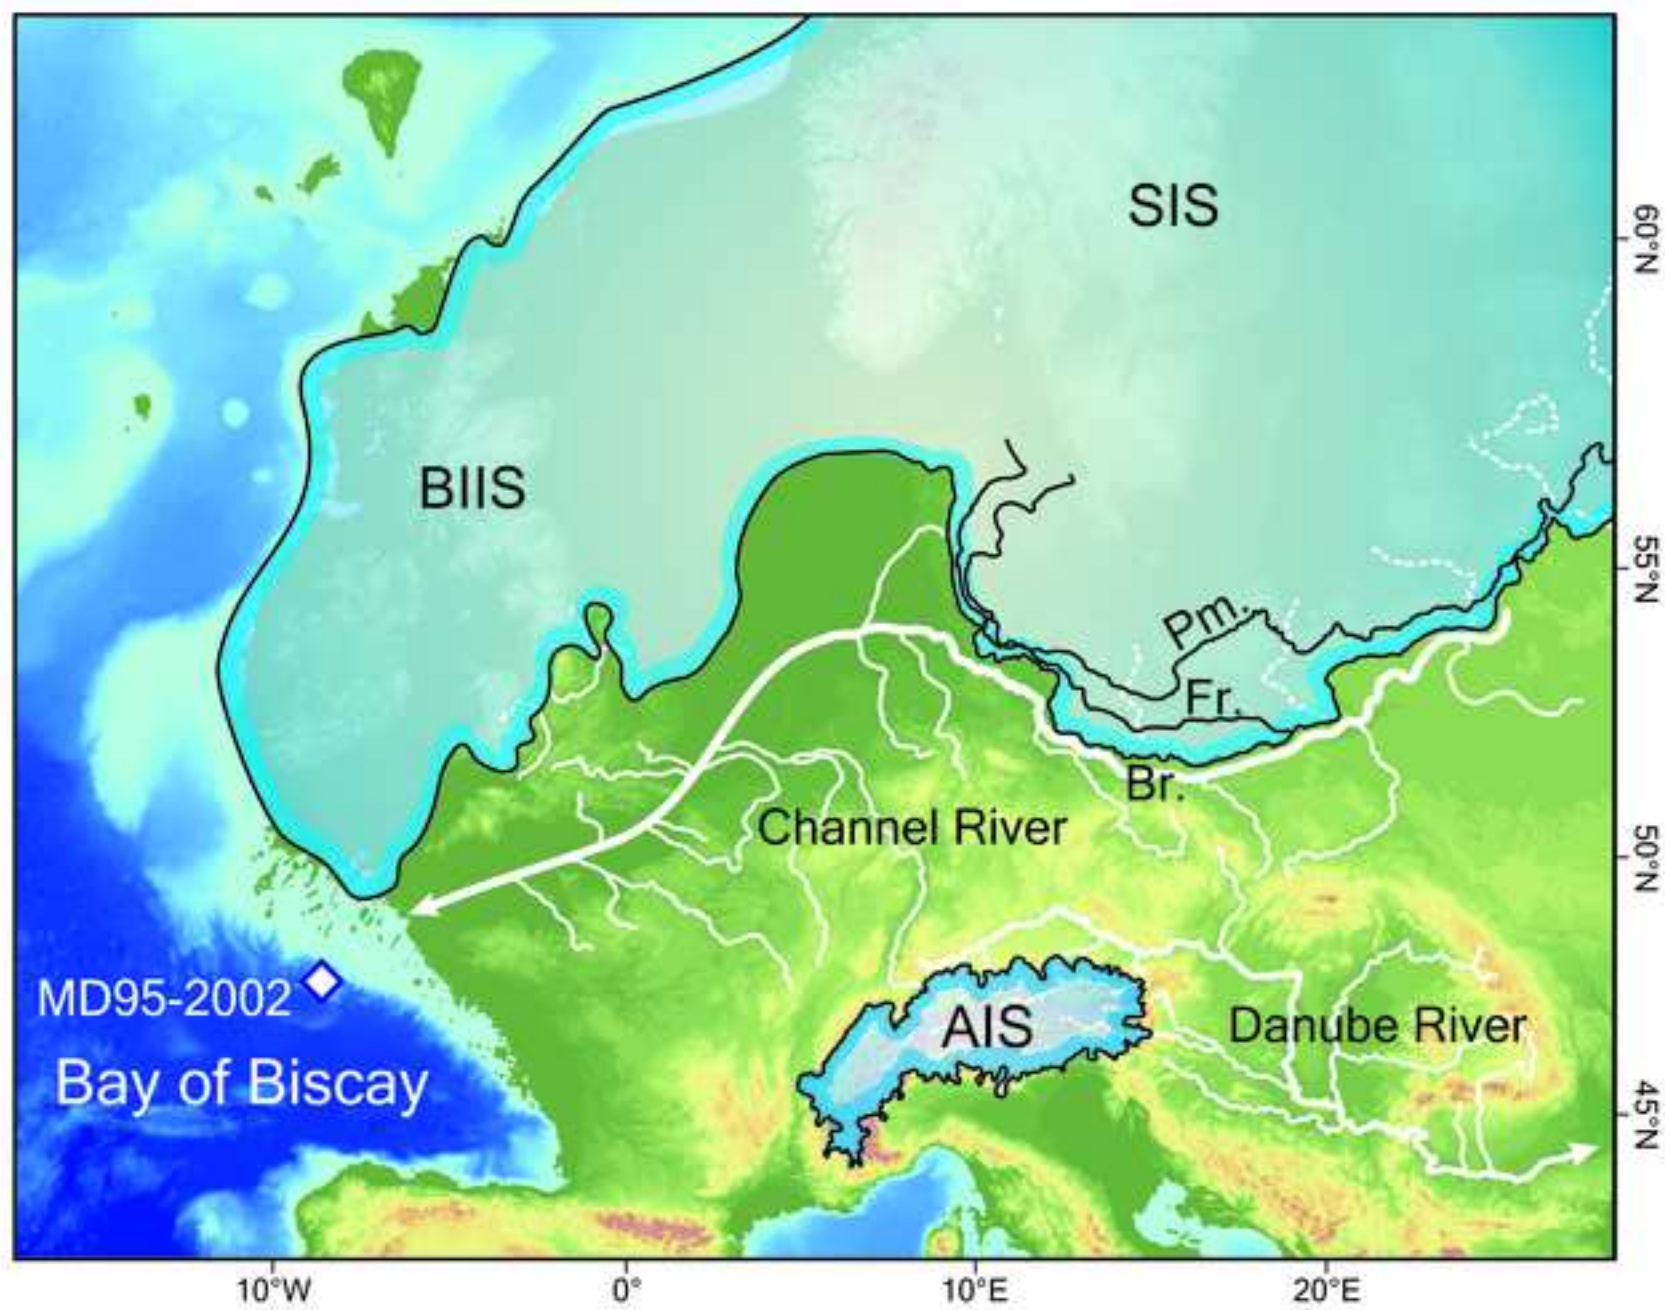 SIS
60°N
BIIS
55°N
Pm.
Fr.
Br.
Channel River
50°N
MD95-2002
AIS
Danube River
Bay of Biscay
45°N
10°W
0°
10°E
20°E